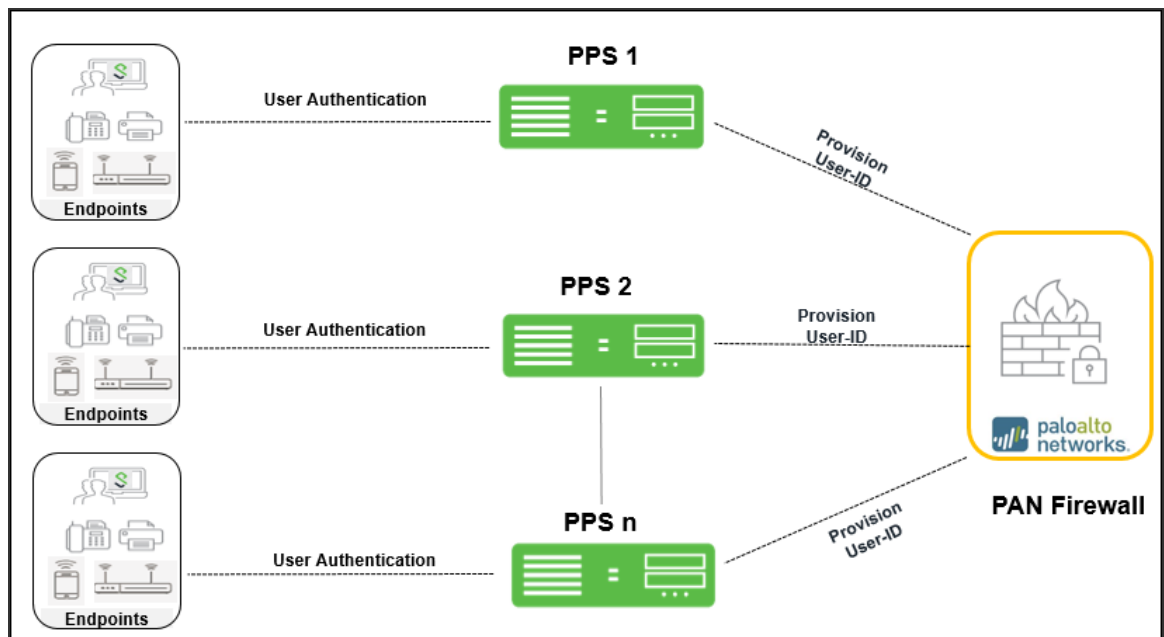 PPS 1
User Authentication
Provision
User-ID
Endpoints
PPS 2
User Authentication
Provision
User-ID
Endpoints
paloalto
networks.
PAN Firewall
PPS n
User Authentication
Provision
User-ID
Endpoints